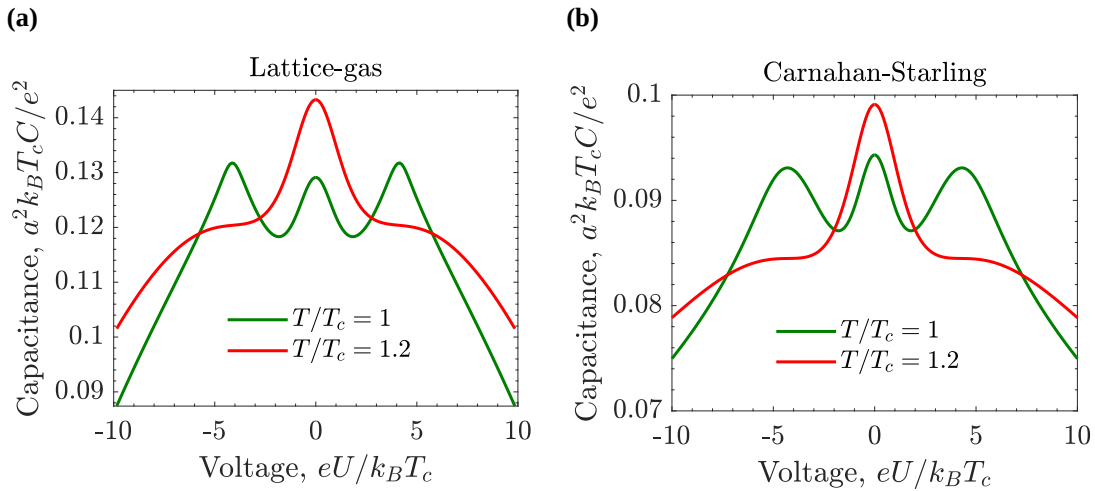 (a)
Lattice-gas
Capacitance, a²k_BT_cC/e²
0.14
0.13
0.12
0.11
0.1
0.09
T/T_c = 1
T/T_c = 1.2
-10 -5 0 5 10
Voltage, eU/k_BT_c
(b)
Carnahan-Starling
Capacitance, a²k_BT_cC/e²
0.1
0.09
0.08
0.07
T/T_c = 1
T/T_c = 1.2
-10 -5 0 5 10
Voltage, eU/k_BT_c